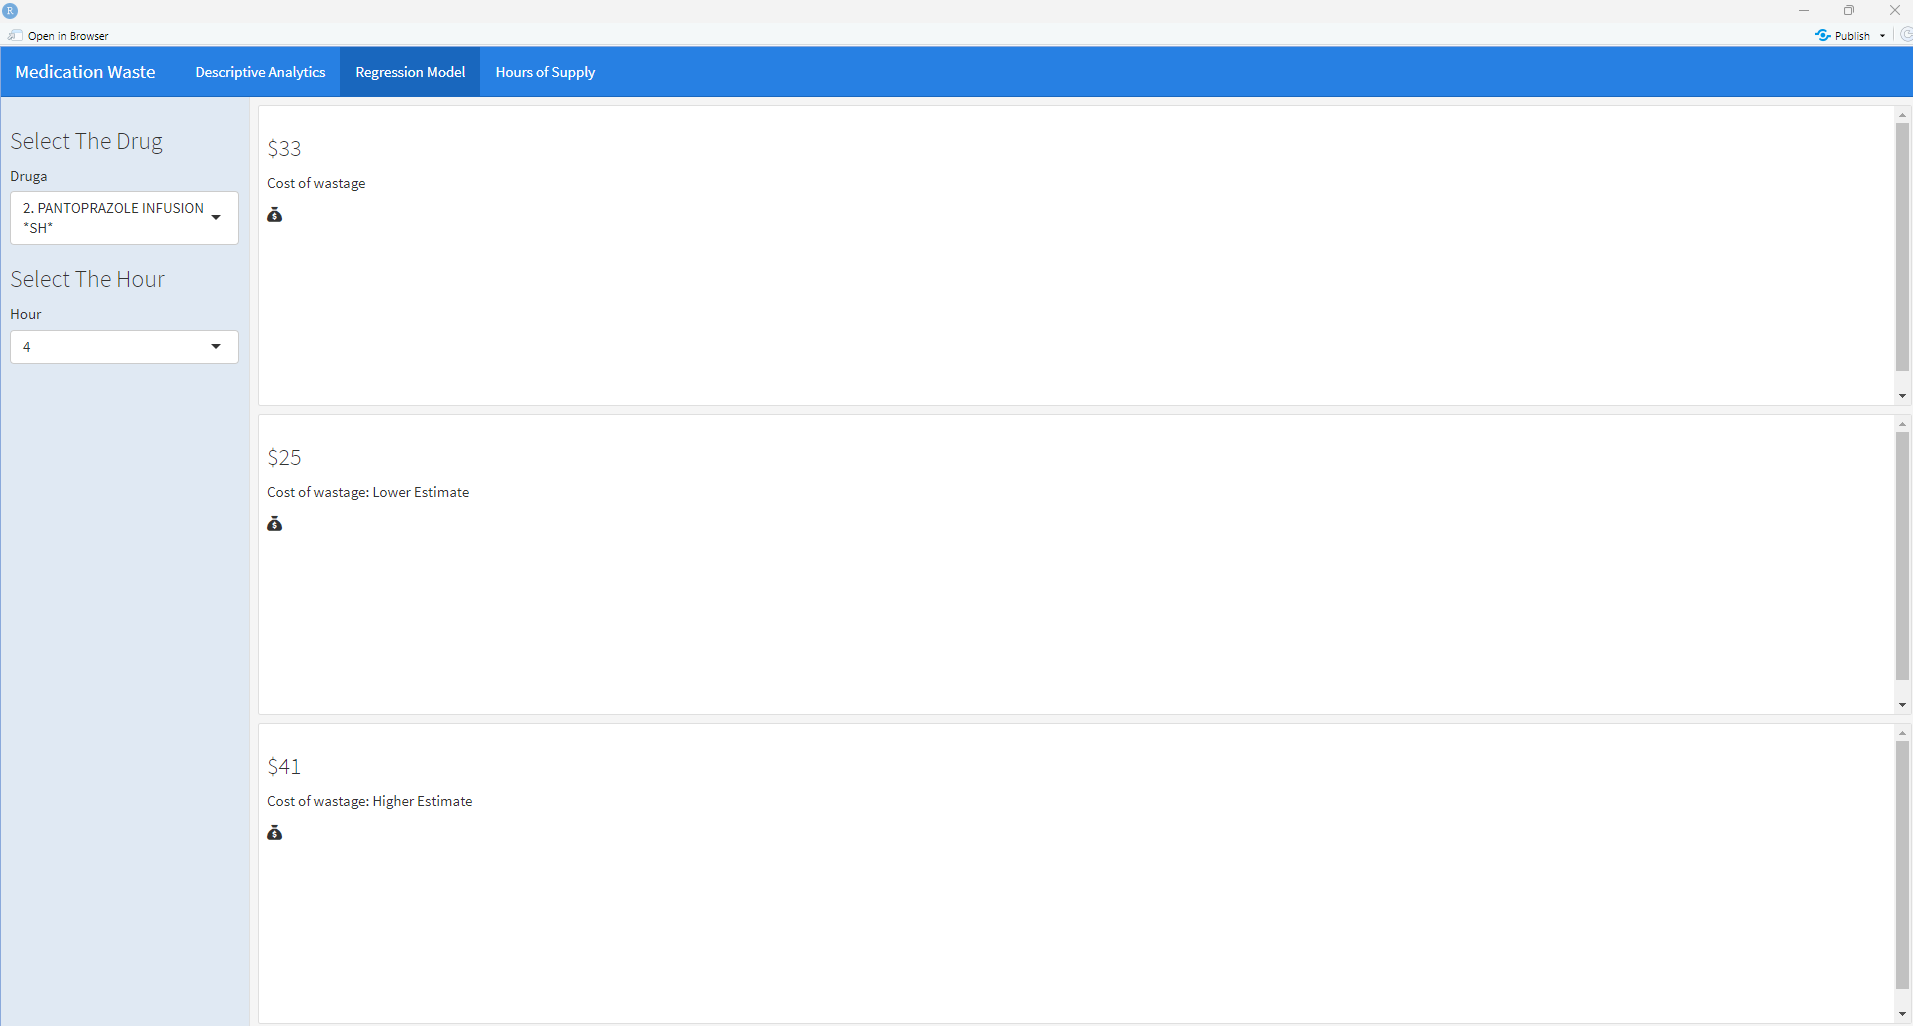 R
Open in Browser
Publish
Medication Waste
Descriptive Analytics
Regression Model
Hours of Supply
Select The Drug
Druga
2. PANTOPRAZOLE INFUSION
*SH*
Select The Hour
Hour
4
$33
Cost of wastage
$
$25
Cost of wastage: Lower Estimate
$
$41
Cost of wastage: Higher Estimate
$